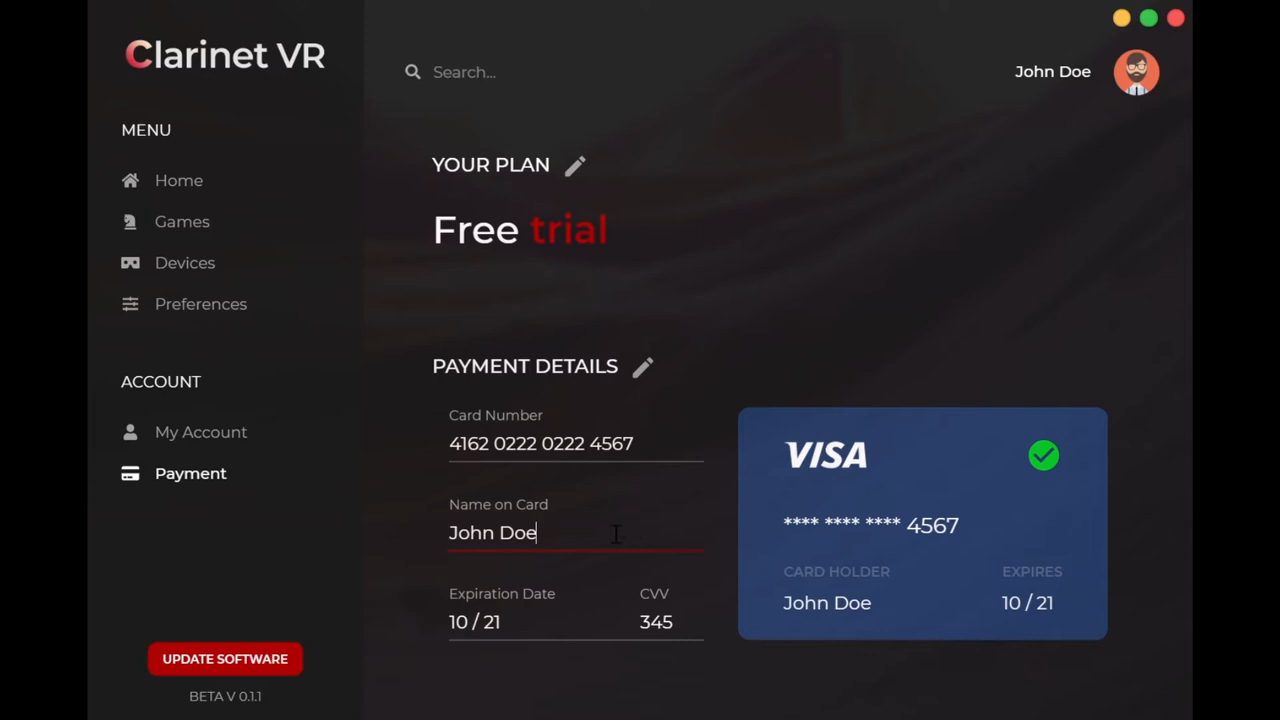 Clarinet VR
Search...
John Doe
MENU
Home
Games
Devices
Preferences
ACCOUNT
My Account
Payment
UPDATE SOFTWARE
BETA V 0.1.1
YOUR PLAN
Free trial
PAYMENT DETAILS
Card Number
4162 0222 0222 4567
Name on Card
John Doe
Expiration Date CVV
10 / 21 345
VISA
**** **** **** 4567
CARD HOLDER EXPIRES
John Doe 10 / 21